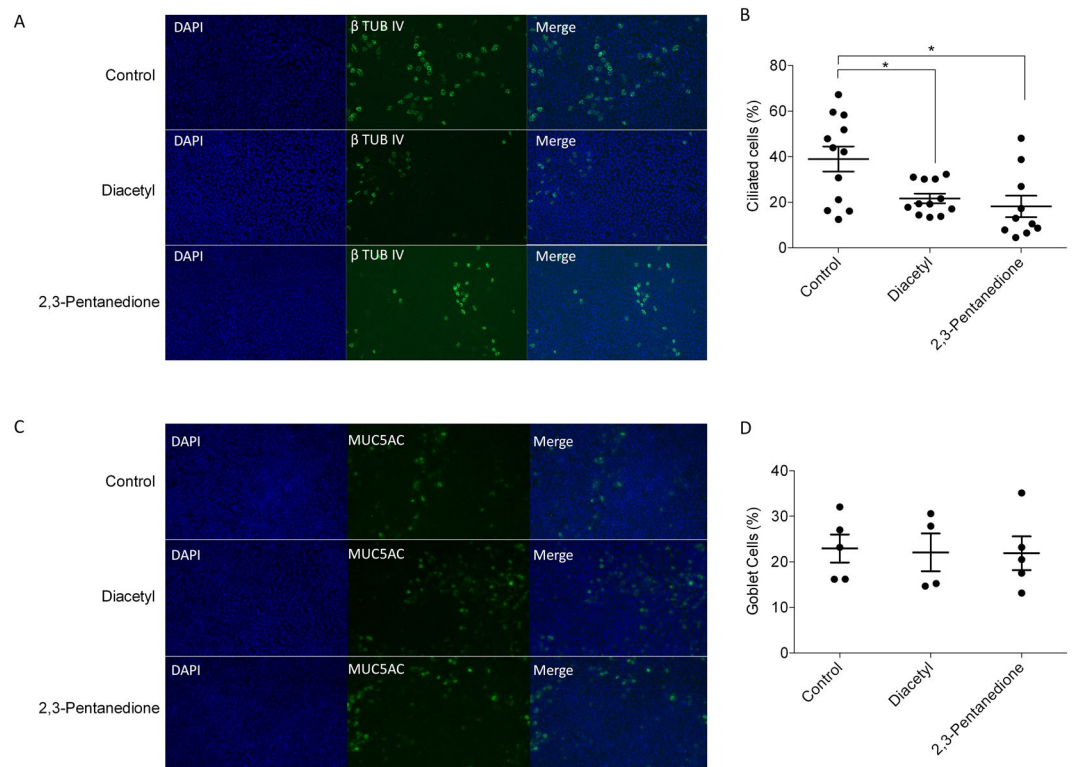 A
DAPI
β TUB IV
Merge
Control
DAPI
β TUB IV
Merge
Diacetyl
DAPI
β TUB IV
Merge
2,3-Pentanedione
B
*
*
80
60
40
20
0
Ciliated cells (%)
Control
Diacetyl
2,3-Pentanedione
C
DAPI
MUC5AC
Merge
Control
DAPI
MUC5AC
Merge
Diacetyl
DAPI
MUC5AC
Merge
2,3-Pentanedione
D
40
30
20
10
0
Goblet Cells (%)
Control
Diacetyl
2,3-Pentanedione